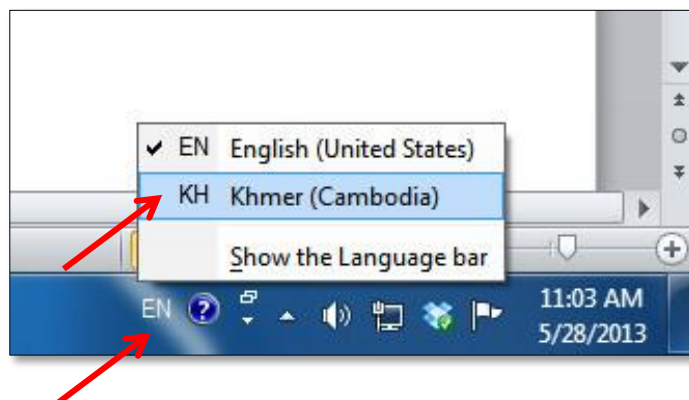 EN English (United States)
KH Khmer (Cambodia)
Show the Language bar
EN ? 11:03 AM
5/28/2013